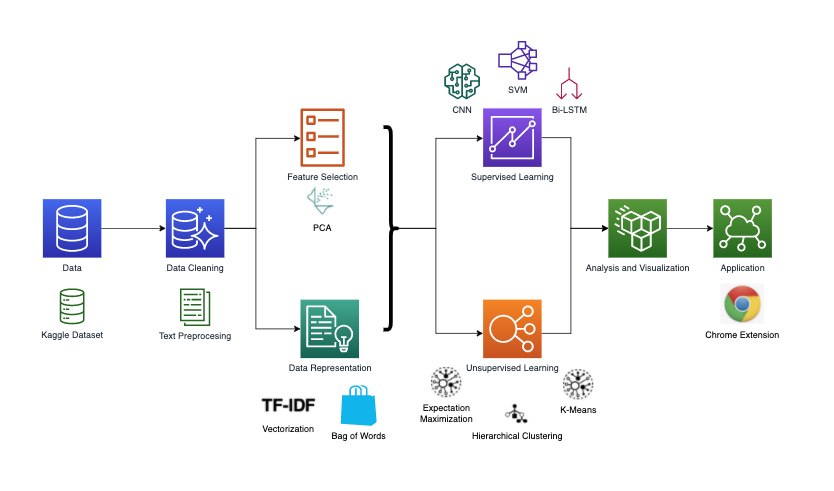 SVM
CNN
Bi-LSTM
Feature Selection
Supervised Learning
PCA
Data
Data Cleaning
Analysis and Visualization
Application
Kaggle Dataset
Text Preprocesing
Chrome Extension
Data Representation
Unsupervised Learning
TF-IDF
Vectorization
Bag of Words
Expectation
Maximization
Hierarchical Clustering
K-Means